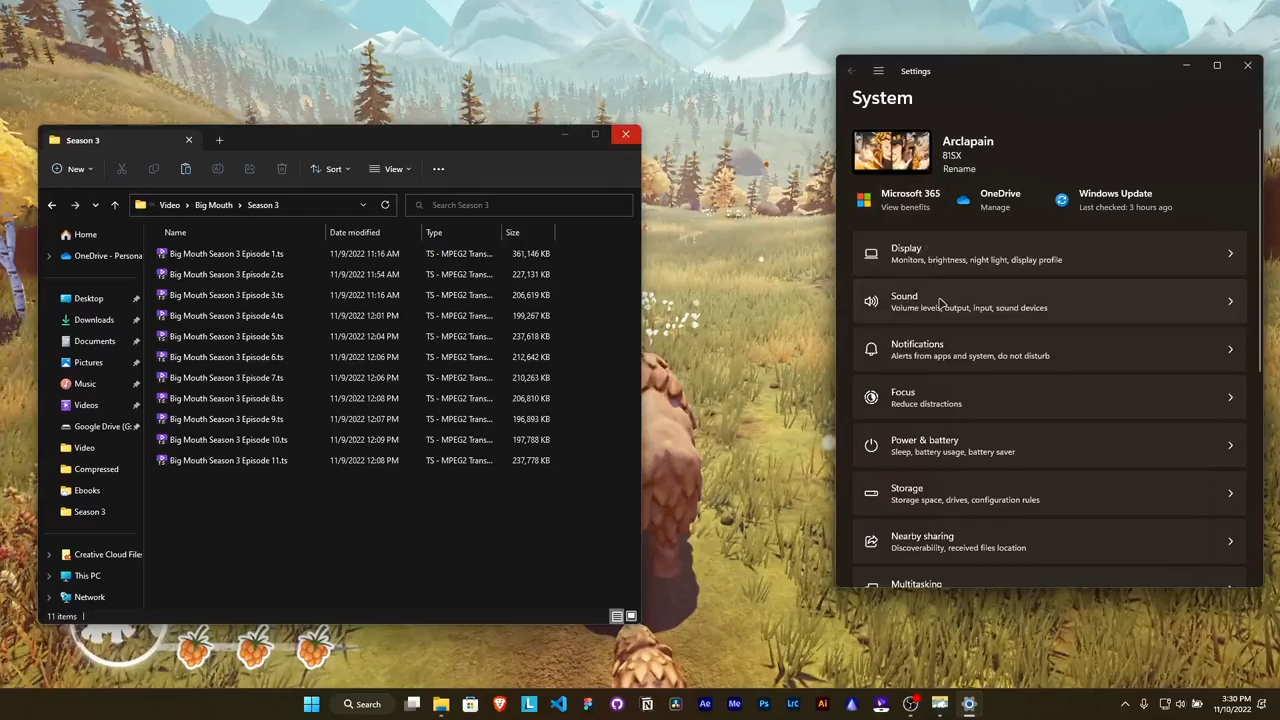 Season 3
New
Sort
View
Video > Big Mouth > Season 3
Search Season 3
Home
OneDrive - Persona
Desktop
Downloads
Documents
Pictures
Music
Videos
Google Drive (G:
Video
Compressed
Ebooks
Season 3
Creative Cloud Files
This PC
Network
Name Date modified Type Size
Big Mouth Season 3 Episode 1.ts 11/9/2022 11:16 AM TS - MPEG2 Trans... 361,146 KB
Big Mouth Season 3 Episode 2.ts 11/9/2022 11:54 AM TS - MPEG2 Trans... 227,131 KB
Big Mouth Season 3 Episode 3.ts 11/9/2022 11:16 AM TS - MPEG2 Trans... 206,619 KB
Big Mouth Season 3 Episode 4.ts 11/9/2022 12:01 PM TS - MPEG2 Trans... 199,267 KB
Big Mouth Season 3 Episode 5.ts 11/9/2022 12:04 PM TS - MPEG2 Trans... 237,618 KB
Big Mouth Season 3 Episode 6.ts 11/9/2022 12:06 PM TS - MPEG2 Trans... 212,642 KB
Big Mouth Season 3 Episode 7.ts 11/9/2022 12:06 PM TS - MPEG2 Trans... 210,263 KB
Big Mouth Season 3 Episode 8.ts 11/9/2022 12:08 PM TS - MPEG2 Trans... 206,810 KB
Big Mouth Season 3 Episode 9.ts 11/9/2022 12:07 PM TS - MPEG2 Trans... 196,893 KB
Big Mouth Season 3 Episode 10.ts 11/9/2022 12:09 PM TS - MPEG2 Trans... 197,788 KB
Big Mouth Season 3 Episode 11.ts 11/9/2022 12:08 PM TS - MPEG2 Trans... 237,778 KB
11 items
Settings
System
Arclapain
81SX
Rename
Microsoft 365
View benefits
OneDrive
Manage
Windows Update
Last checked: 3 hours ago
Display
Monitors, brightness, night light, display profile
Sound
Volume levels, output, input, sound devices
Notifications
Alerts from apps and system, do not disturb
Focus
Reduce distractions
Power & battery
Sleep, battery usage, battery saver
Storage
Storage space, drives, configuration rules
Nearby sharing
Discoverability, received files location
Multitasking
Search
L
Ae
Me
Ps
LrC
Ai
3:30 PM
11/10/2022